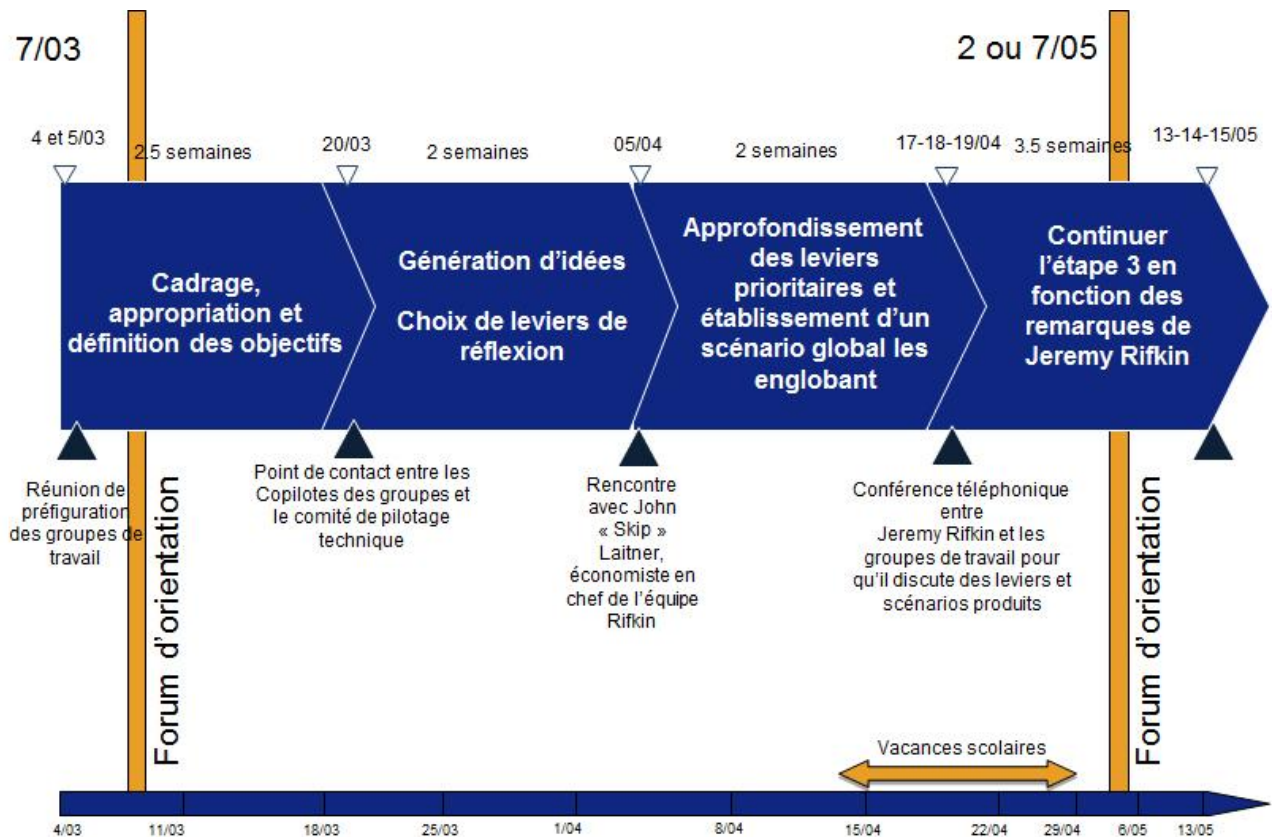 7/03
2 ou 7/05
4 et 5/03
2.5 semaines
20/03
2 semaines
05/04
2 semaines
17-18-19/04
3.5 semaines
13-14-15/05
Cadrage,
appropriation et
définition des objectifs
Génération d’idées
Choix de leviers de
réflexion
Approfondissement
des leviers
prioritaires et
établissement d’un
scénario global les
englobant
Continuer
l’étape 3 en
fonction des
remarques de
Jeremy Rifkin
Réunion de
préfiguration
des groupes de
travail
Forum d’orientation
Point de contact entre les
Copilotes des groupes et
le comité de pilotage
technique
Rencontre
avec John
« Skip »
Laitner,
économiste en
chef de l’équipe
Rifkin
Conférence téléphonique
entre
Jeremy Rifkin et les
groupes de travail pour
qu’il discute des leviers et
scénarios produits
Forum d’orientation
Vacances scolaires
4/03
11/03
18/03
25/03
1/04
8/04
15/04
22/04
29/04
6/05
13/05